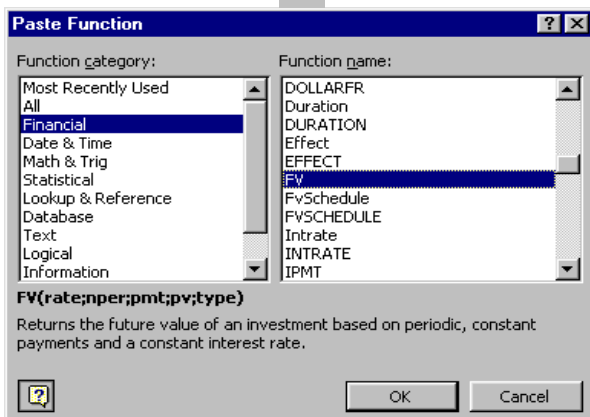 Paste Function
? X
Function category:
Most Recently Used
All
Financial
Date & Time
Math & Trig
Statistical
Lookup & Reference
Database
Text
Logical
Information
Function name:
DOLLARFR
Duration
DURATION
Effect
EFFECT
FV
FvSchedule
FVSCHEDULE
Intrate
INTRATE
IPMT
FV(rate;nper;pmt;pv;type)
Returns the future value of an investment based on periodic, constant
payments and a constant interest rate.
?
OK
Cancel